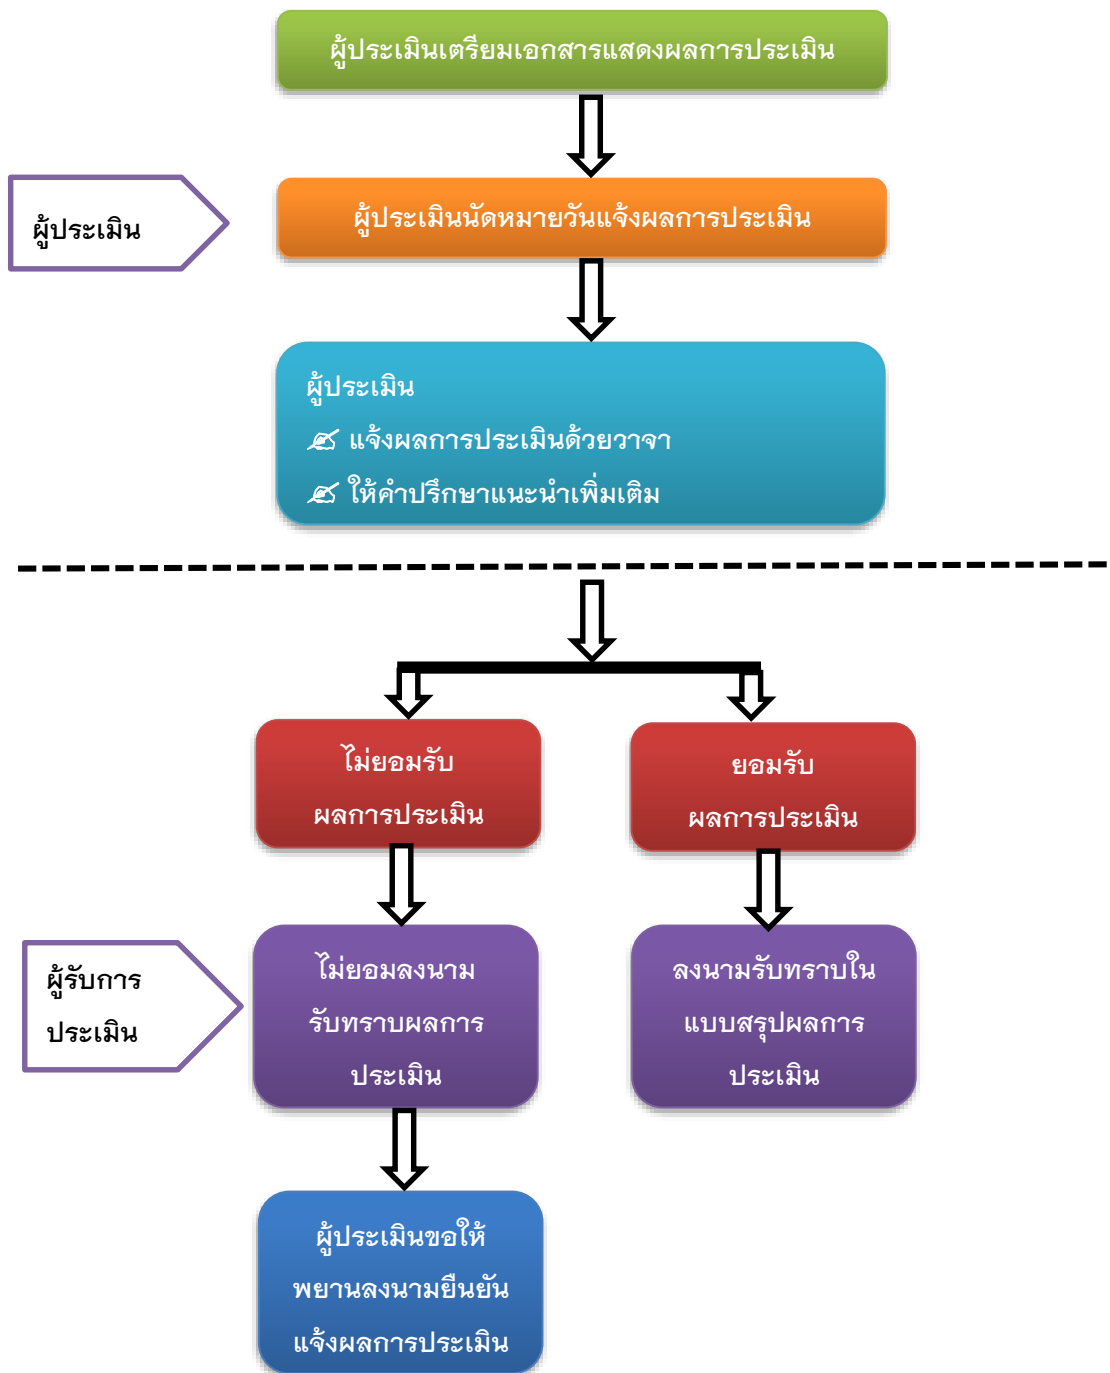 ผู้ประเมินเตรียมเอกสารแสดงผลการประเมิน
ผู้ประเมิน
ผู้ประเมินนัดหมายวันแจ้งผลการประเมิน
ผู้ประเมิน
แจ้งผลการประเมินด้วยวาจา
ให้คำปรึกษาแนะนำเพิ่มเติม
ไม่ยอมรับ
ผลการประเมิน
ยอมรับ
ผลการประเมิน
ผู้รับการ
ประเมิน
ไม่ยอมลงนาม
รับทราบผลการ
ประเมิน
ลงนามรับทราบใน
แบบสรุปผลการ
ประเมิน
ผู้ประเมินขอให้
พยานลงนามยืนยัน
แจ้งผลการประเมิน